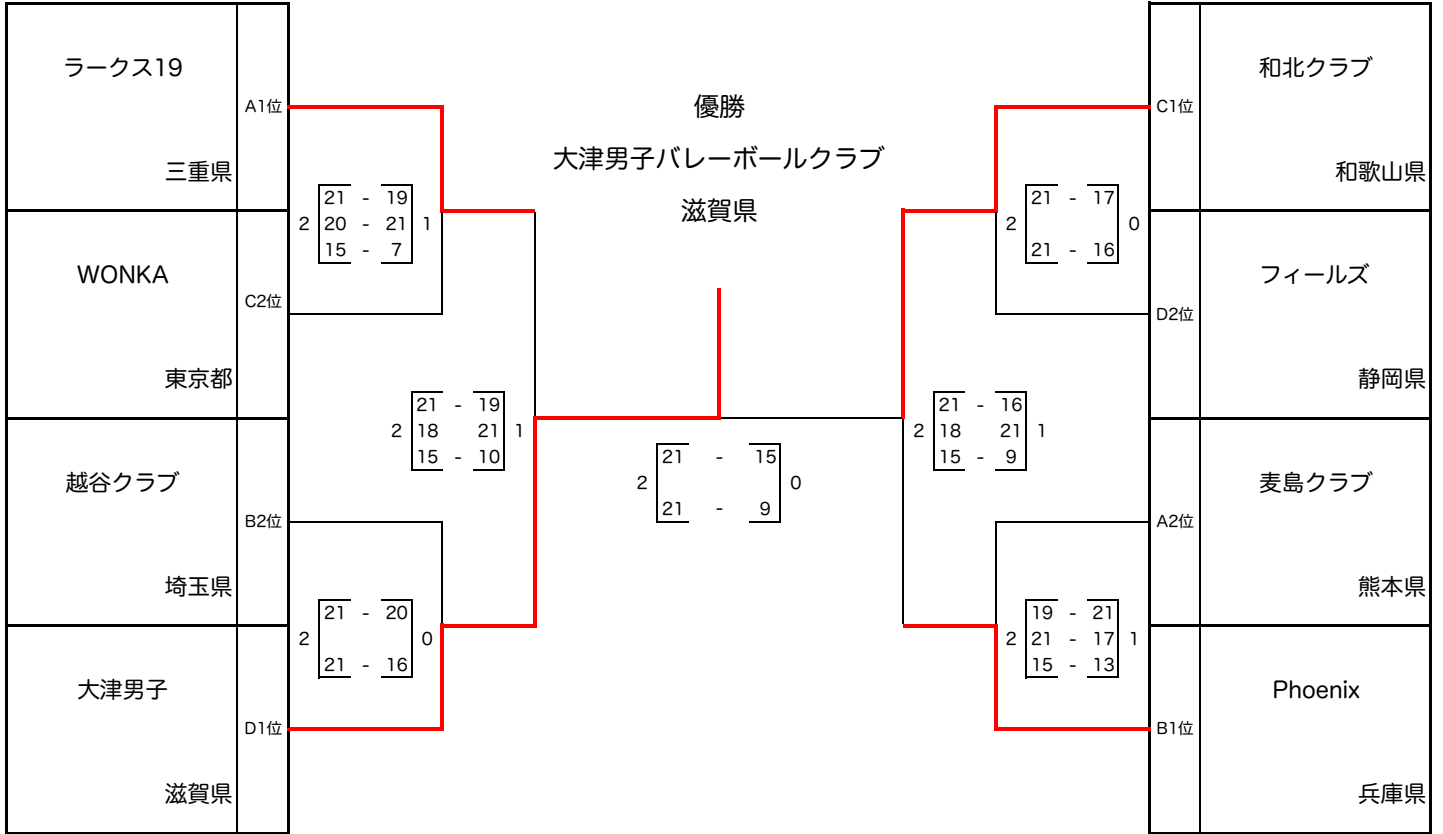 ラークス19
A1位
三重県
WONKA
C2位
東京都
越谷クラブ
B2位
埼玉県
大津男子
D1位
滋賀県
21 - 19
2 20 - 21 1
15 - 7
21 - 20
2 0
21 - 16
21 - 19
2 18 21 1
15 - 10
優勝
大津男子バレーボールクラブ
滋賀県
21 - 15
2 0
21 - 9
21 - 16
2 18 21 1
15 - 9
21 - 17
2 0
21 - 16
19 - 21
2 21 - 17 1
15 - 13
和北クラブ
C1位
和歌山県
フィールズ
D2位
静岡県
麦島クラブ
A2位
熊本県
Phoenix
B1位
兵庫県